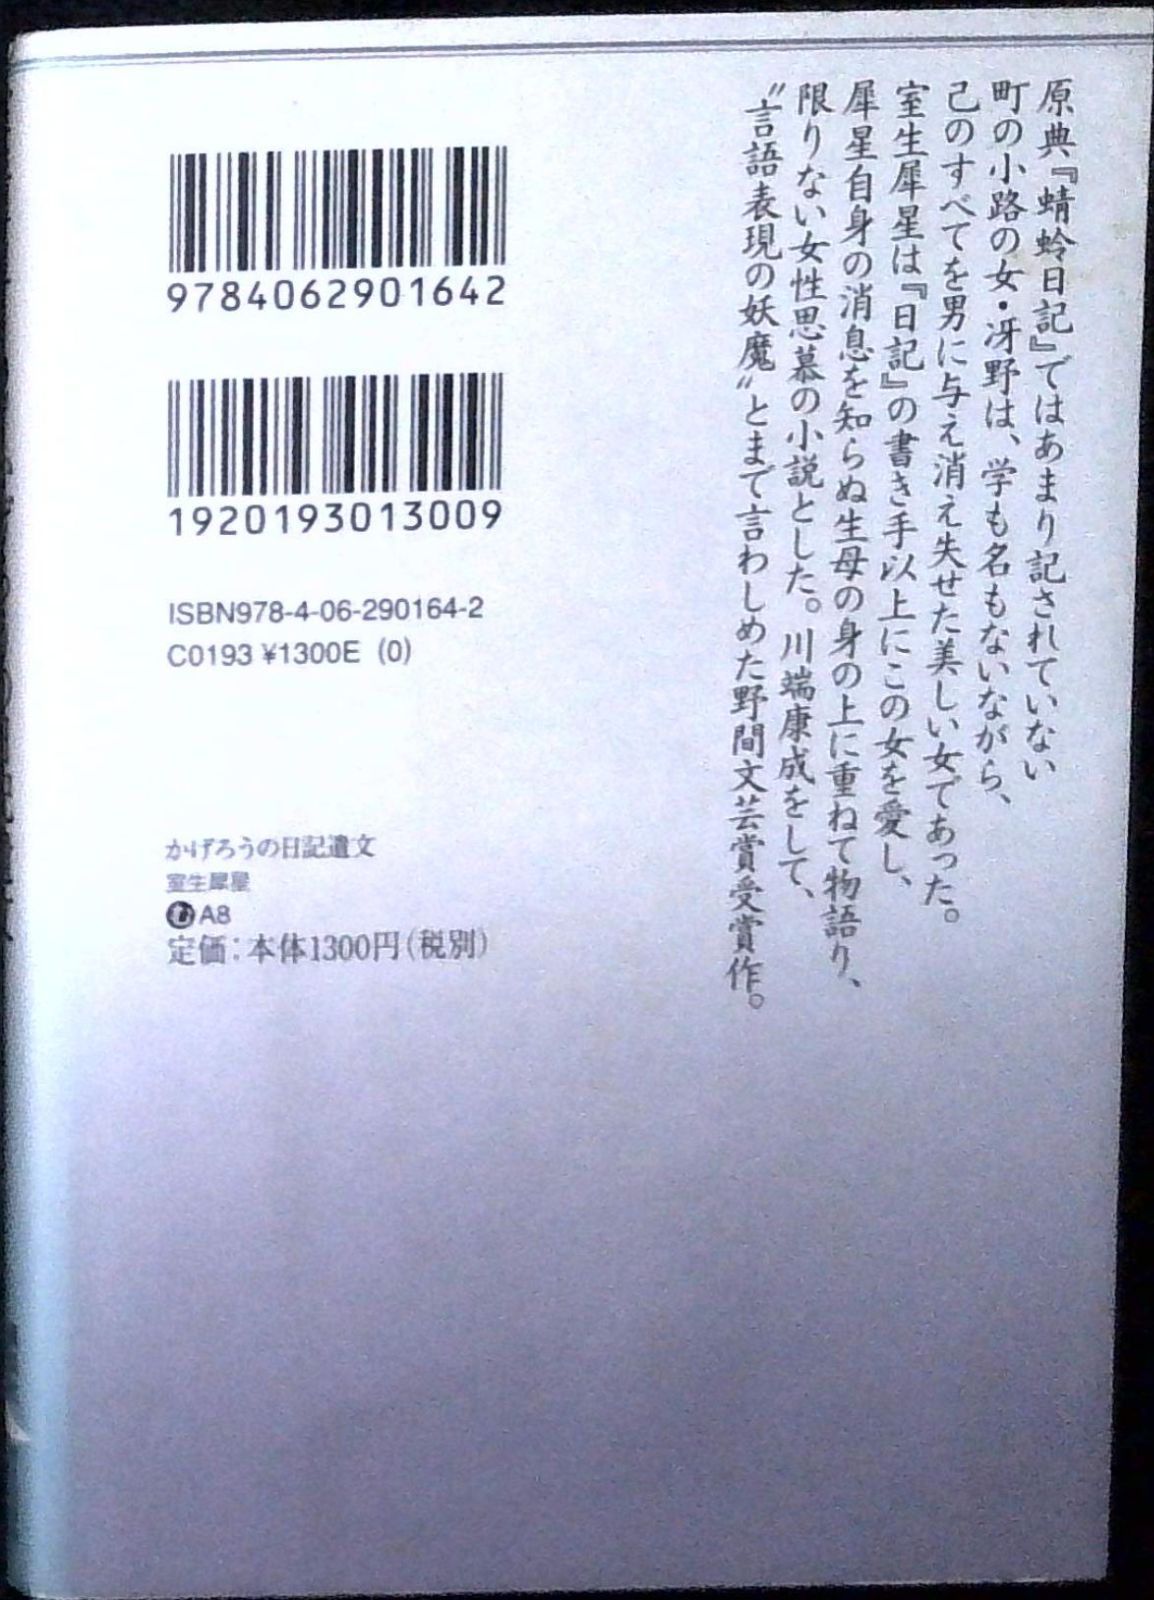 原典『蜻蛉日記』ではあまり記されていない
町の小路の女・冴野は、学も名もないながら、
己のすべてを男に与え消え失せた美しい女であった。
室生犀星は『日記』の書き手以上にこの女を愛し、
犀星自身の消息を知らぬ生母の身の上に重ねて物語り、
限りない女性思慕の小説とした。川端康成をして、
〝言語表現の妖魔〟とまで言わしめた野間文芸賞受賞作。
9784062901642
1920193013009
ISBN978-4-06-290164-2
C0193 ¥1300E (0)
かげろうの日記遺文
室生犀星
A8
定価:本体1300円(税別)